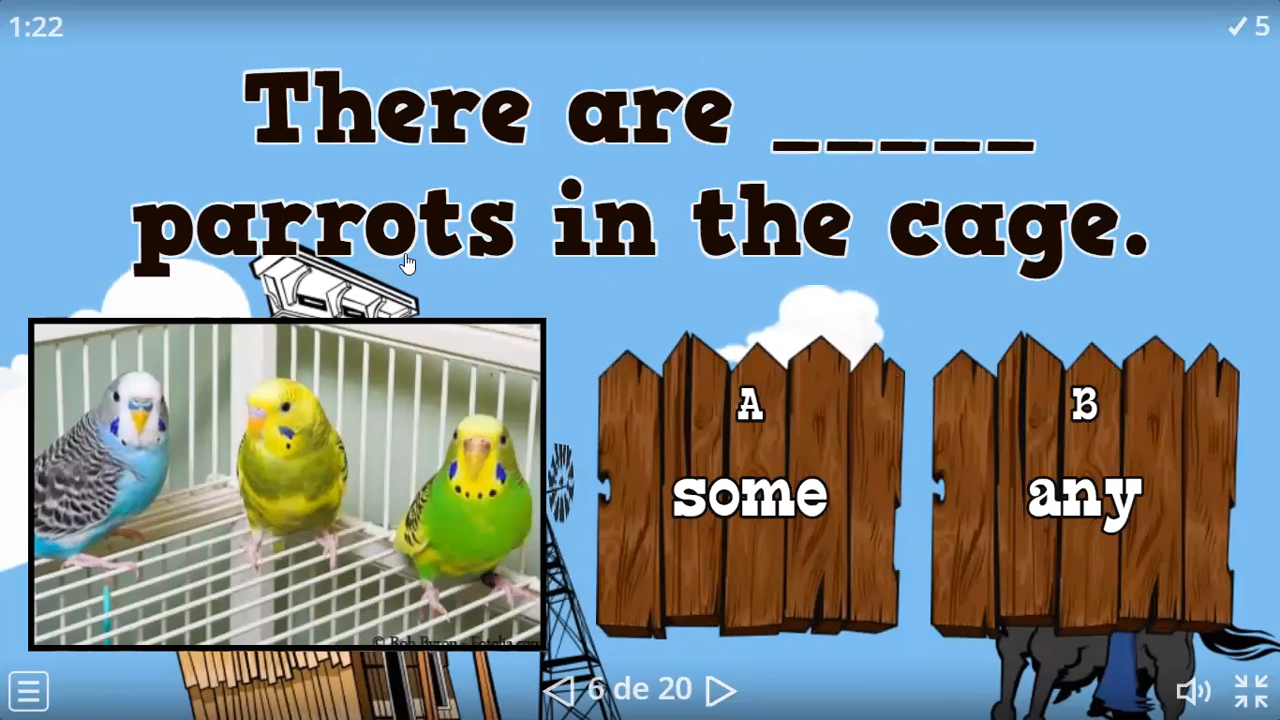 1:22
✓ 5
There are _____
parrots in the cage.
A
some
B
any
6 de 20